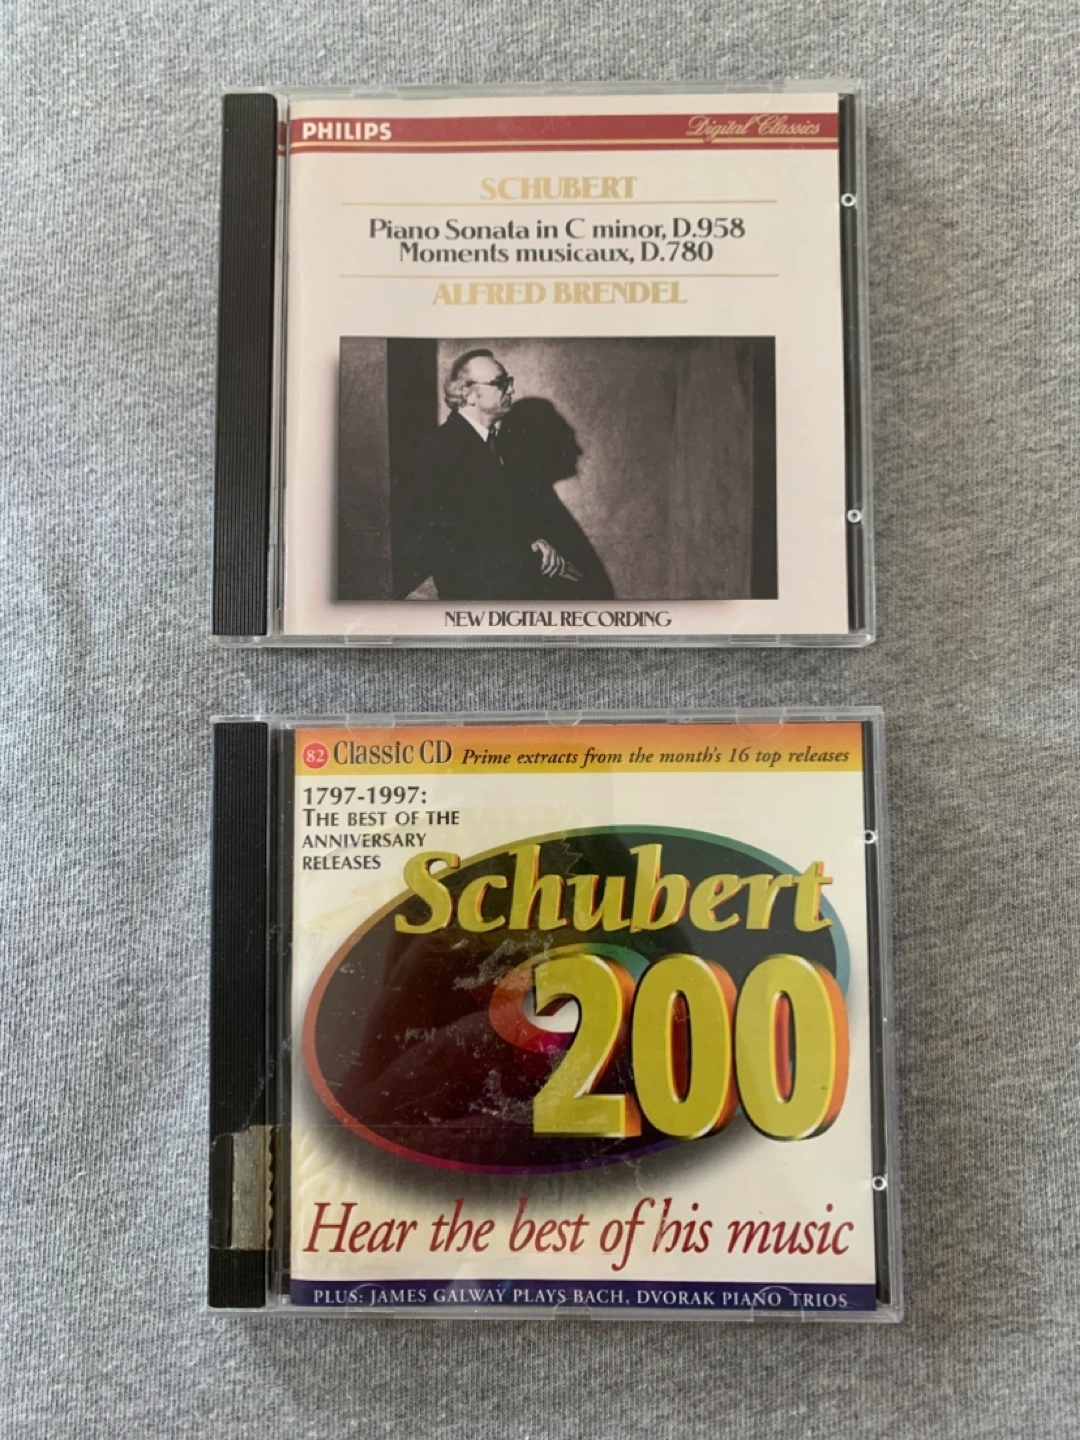 PHILIPS Digital Classics
SCHUBERT
Piano Sonata in C minor, D.958
Moments musicaux, D.780
ALFRED BRENDEL
NEW DIGITAL RECORDING
82 Classic CD Prime extracts from the month's 16 top releases
1797-1997:
THE BEST OF THE
ANNIVERSARY
RELEASES
Schubert
200
Hear the best of his music
PLUS: JAMES GALWAY PLAYS BACH, DVORAK PIANO TRIOS